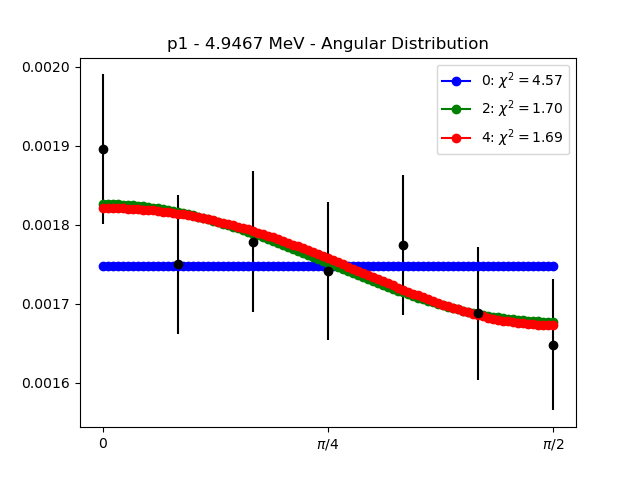 p1 - 4.9467 MeV - Angular Distribution
0.0020
0.0019
0.0018
0.0017
0.0016
0: χ² = 4.57
2: χ² = 1.70
4: χ² = 1.69
0
π/4
π/2